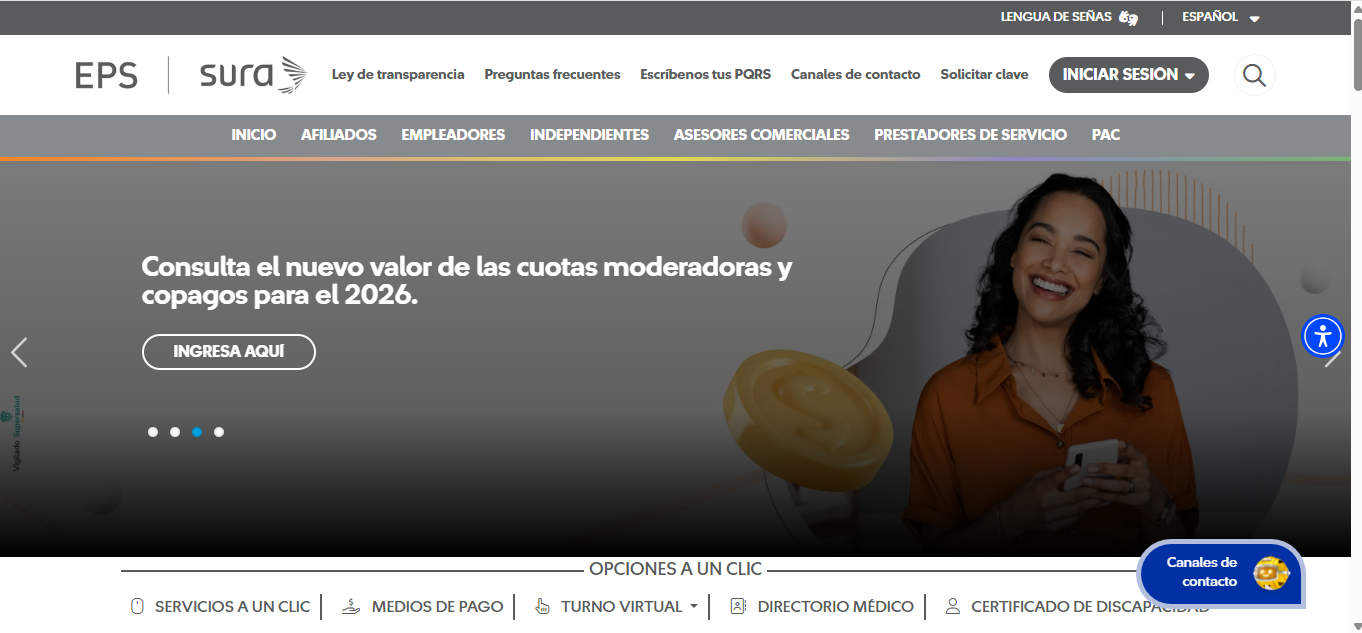 LENGUA DE SEÑAS | ESPAÑOL
EPS | sura Ley de transparencia Preguntas frecuentes Escríbenos tus PQRS Canales de contacto Solicitar clave INICIAR SESIÓN
INICIO AFILIADOS EMPLEADORES INDEPENDIENTES ASESORES COMERCIALES PRESTADORES DE SERVICIO PAC
Consulta el nuevo valor de las cuotas moderadoras y
copagos para el 2026.
INGRESA AQUÍ
Vigilado Supersalud
OPCIONES A UN CLIC
Canales de
contacto
SERVICIOS A UN CLIC | MEDIOS DE PAGO | TURNO VIRTUAL | DIRECTORIO MÉDICO | CERTIFICADO DE DISCAPACIDAD